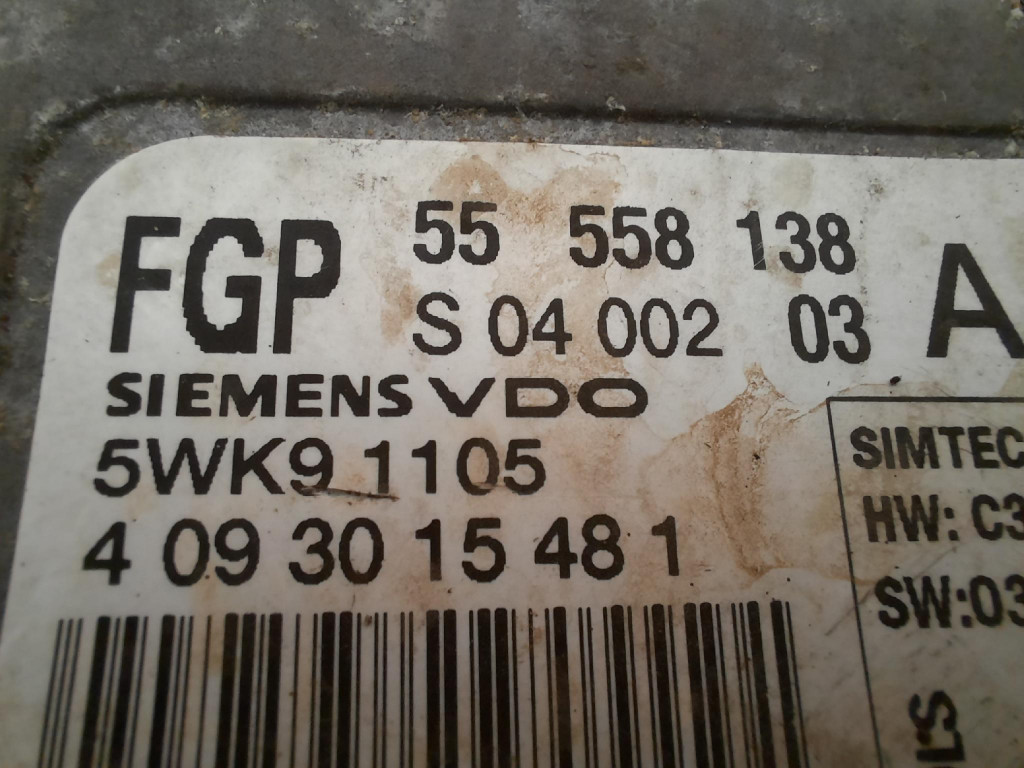 FGP 55 558 138 A
S 04 002 03
SIEMENS VDO
5WK9 1105
4 09 30 15 48 1
SIMTEC
HW: C3
SW:03